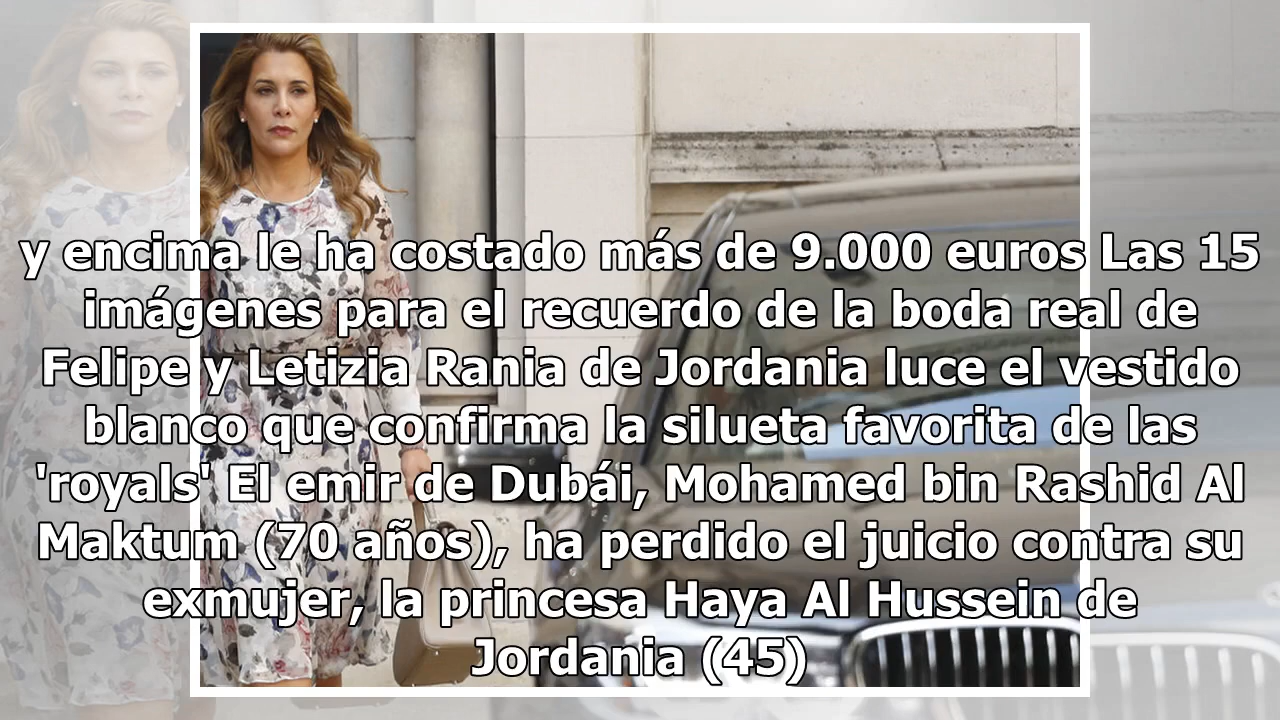 y encima le ha costado más de 9.000 euros Las 15
imágenes para el recuerdo de la boda real de
Felipe y Letizia Rania de Jordania luce el vestido
blanco que confirma la silueta favorita de las
'royals' El emir de Dubái, Mohamed bin Rashid Al
Maktum (70 años), ha perdido el juicio contra su
exmujer, la princesa Haya Al Hussein de
Jordania (45)